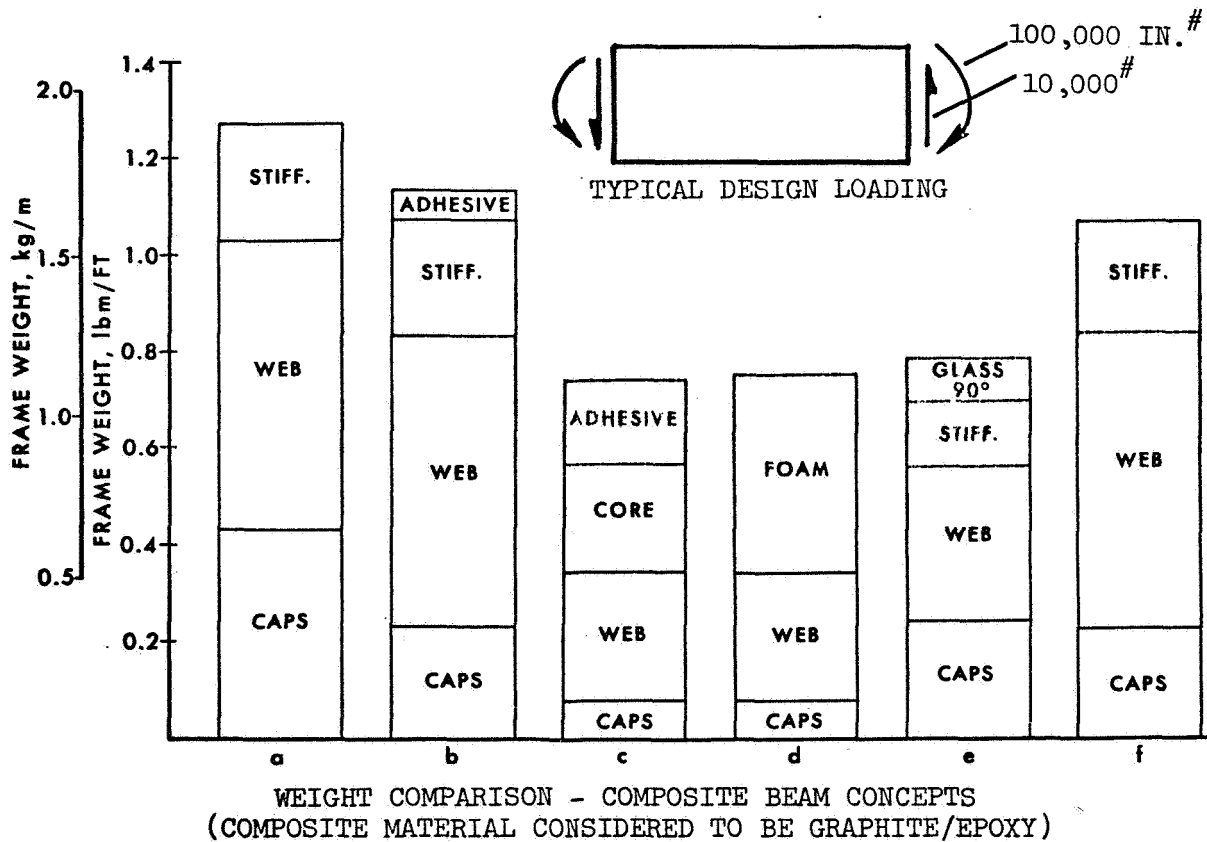 100,000 IN.#
10,000#
TYPICAL DESIGN LOADING
FRAME WEIGHT, kg/m
2.0
1.5
1.0
0.5
FRAME WEIGHT, lbm/FT
1.4
1.2
1.0
0.8
0.6
0.4
0.2
STIFF.
WEB
CAPS
a
ADHESIVE
STIFF.
WEB
CAPS
b
ADHESIVE
CORE
WEB
CAPS
c
FOAM
WEB
CAPS
d
GLASS
90°
STIFF.
WEB
CAPS
e
STIFF.
WEB
CAPS
f
WEIGHT COMPARISON - COMPOSITE BEAM CONCEPTS
(COMPOSITE MATERIAL CONSIDERED TO BE GRAPHITE/EPOXY)